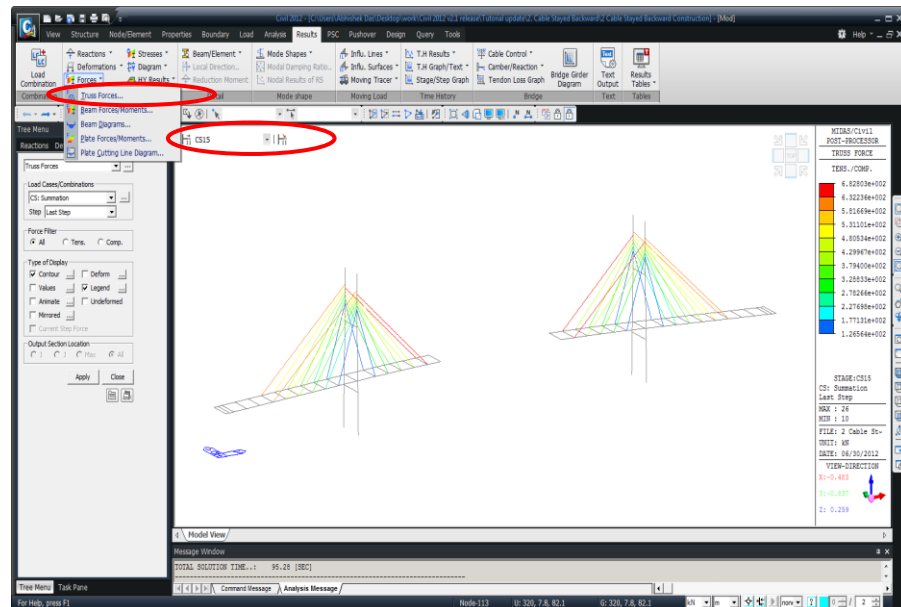 Civil 2012 - [C:\Users\Abhishek Das\Desktop\work\Civil 2012 v2.1 release\Tutorial update\2. Cable Stayed Backward\2 Cable Stayed Backward Construction] - [Mod]
View Structure Node/Element Properties Boundary Load Analysis Results PSC Pushover Design Query Tools Help
Load Combination
Reactions
Deformations
Forces
Stresses
Diagram
HY Results
Beam/Element
Local Direction...
Reduction Moment
Mode Shapes
Modal Damping Ratio...
Nodal Results of RS
Influ. Lines
Influ. Surfaces
Moving Tracer
T.H Results
T.H Graph/Text
Stage/Step Graph
Cable Control
Camber/Reaction
Tendon Loss Graph
Bridge Girder Diagram
Text Output
Results Tables
Combination Detail Mode shape Moving Load Time History Bridge Text Tables
Truss Forces...
Beam Forces/Moments...
Beam Diagrams...
Plate Forces/Moments...
Plate Cutting Line Diagram...
CS15
Tree Menu
Reactions De
Truss Forces
Load Cases/Combinations
CS: Summation
Step Last Step
Force Filter
All Tens. Comp.
Type of Display
Contour Deform
Values Legend
Animate Undeformed
Mirrored
Current Step Force
Output Section Location
I J Max All
Apply Close
MIDAS/Civil
POST-PROCESSOR
TRUSS FORCE
TENS./COMP.
6.82803e+002
6.32236e+002
5.81669e+002
5.31101e+002
4.80534e+002
4.29967e+002
3.79400e+002
3.28833e+002
2.78266e+002
2.27698e+002
1.77131e+002
1.26564e+002
STAGE:CS15
CS: Summation
Last Step
MAX : 26
MIN : 10
FILE: 2 Cable St~
UNIT: kN
DATE: 06/30/2012
VIEW-DIRECTION
X:-0.483
Y:-0.837
Z: 0.259
Model View
Message Window
TOTAL SOLUTION TIME..: 95.28 [SEC]
Command Message Analysis Message
Tree Menu Task Pane
For Help, press F1 Node-113 U: 320, 7.8, 82.1 G: 320, 7.8, 82.1 kN m non 2